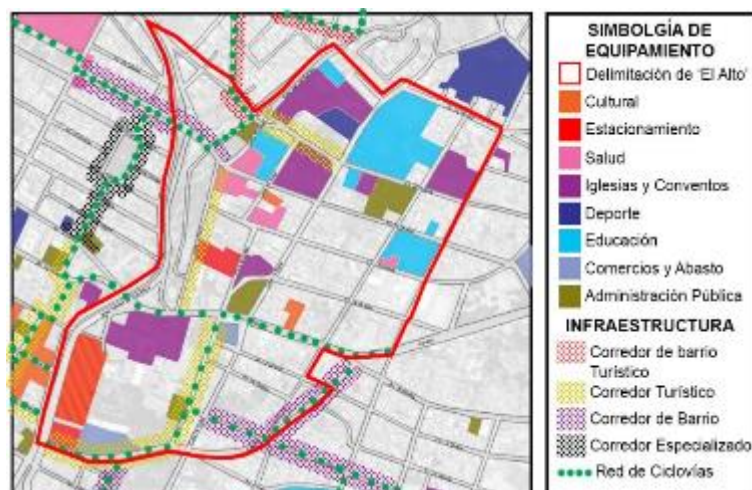 SIMBOLGÍA DE
EQUIPAMIENTO
Delimitación de 'El Alto'
Cultural
Estacionamiento
Salud
Iglesias y Conventos
Deporte
Educación
Comercios y Abasto
Administración Pública
INFRAESTRUCTURA
Corredor de barrio
Turístico
Corredor Turístico
Corredor de Barrio
Corredor Especializado
Red de Ciclovías